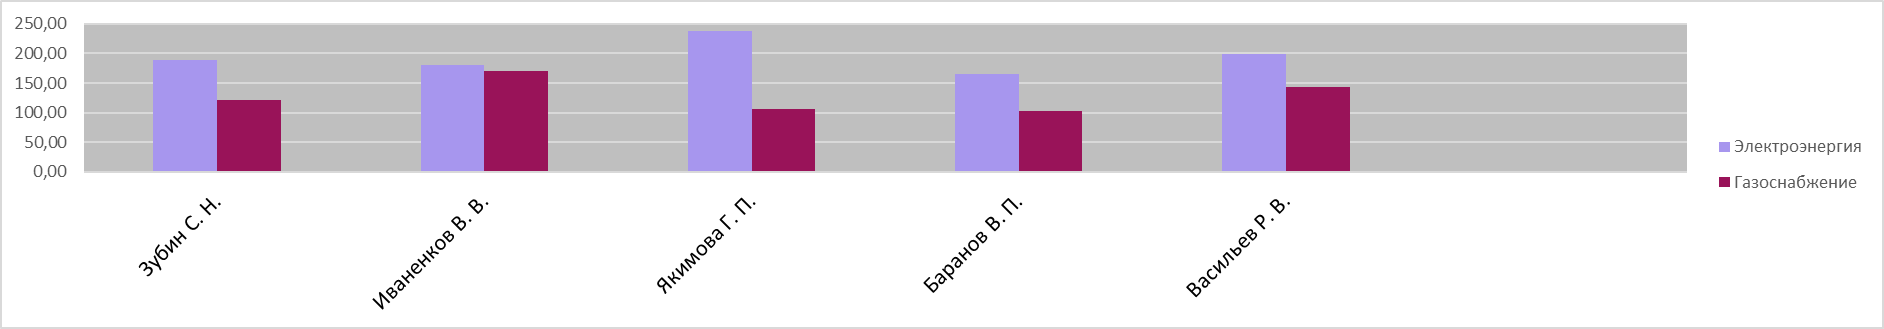 250,00
200,00
150,00
100,00
50,00
0,00
Зубин С. Н.
Иваненков В. В.
Якимова Г. П.
Баранов В. П.
Васильев Р. В.
Электроэнергия
Газоснабжение